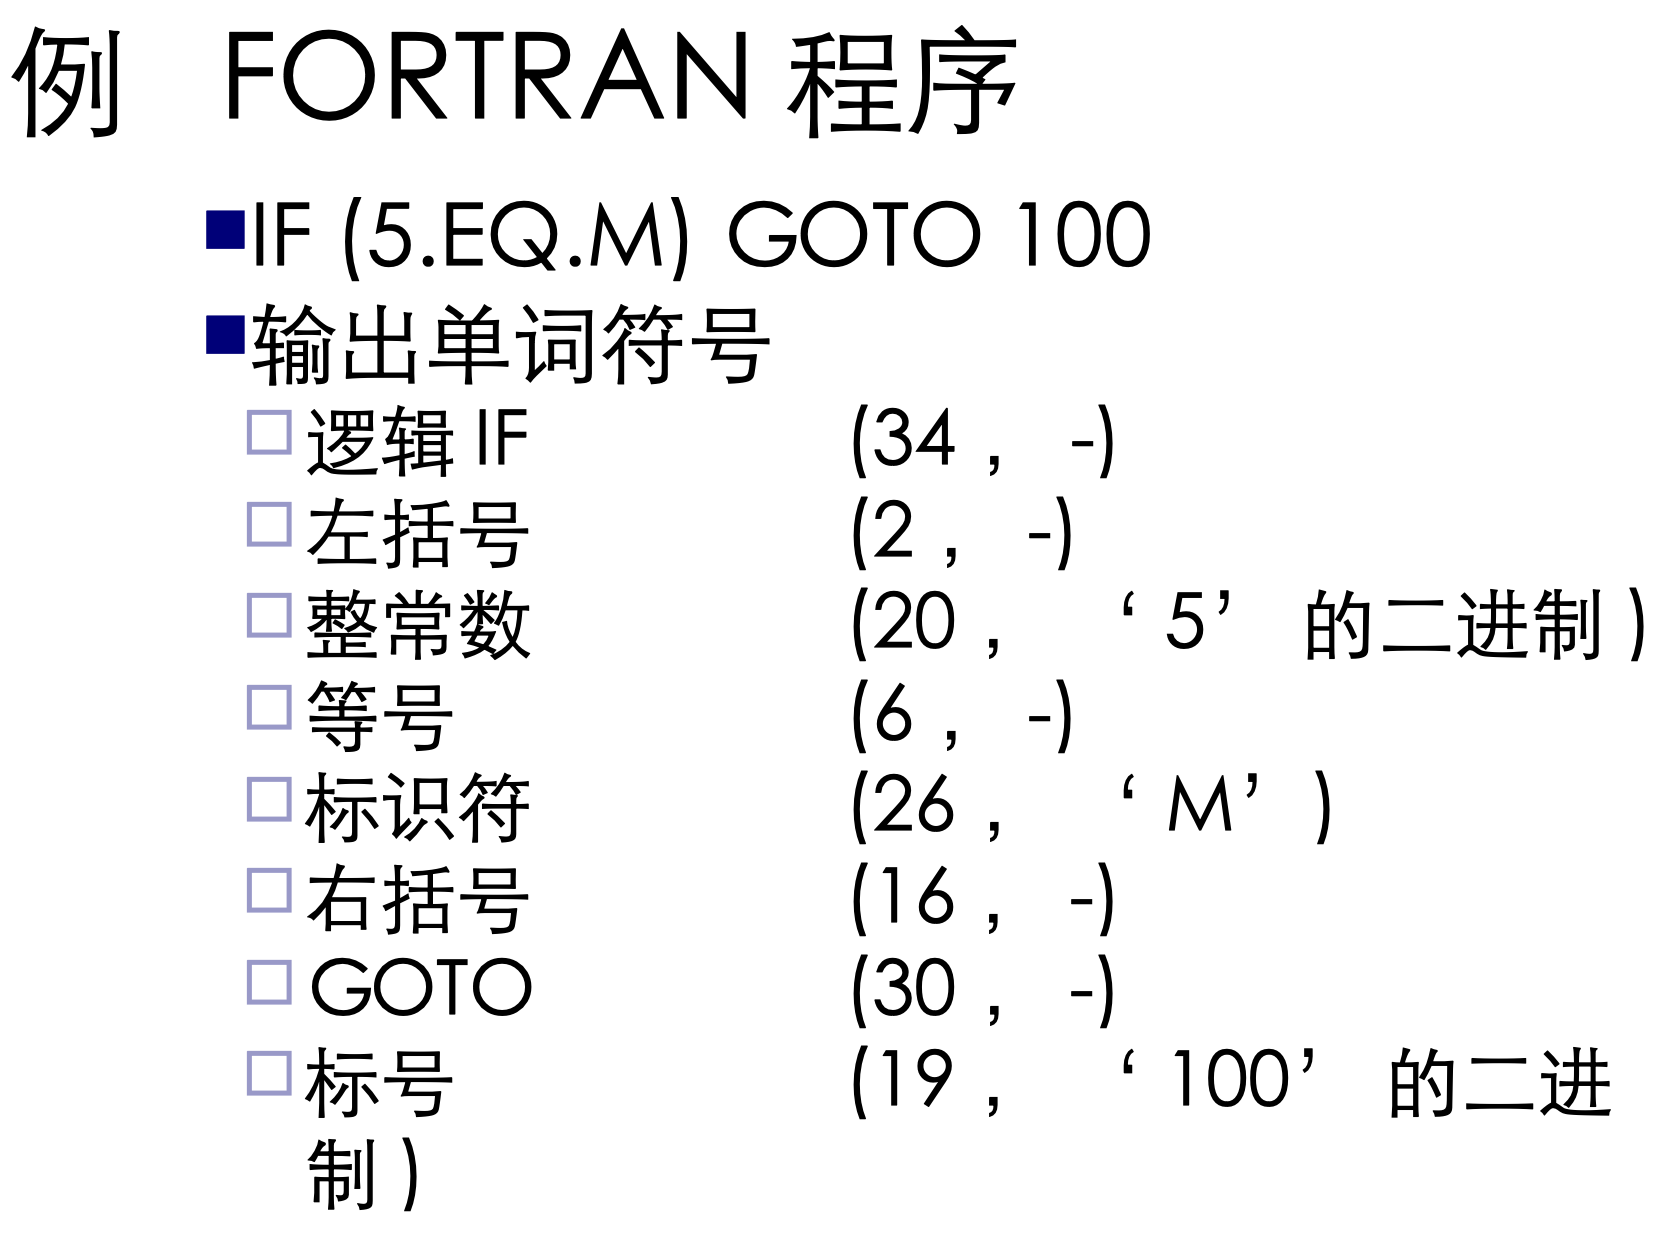 例 FORTRAN 程序
IF (5.EQ.M) GOTO 100
输出单词符号
逻辑 IF (34 , -)
左括号 (2 , -)
整常数 (20 , ‘ 5’ 的二进制 )
等号 (6 , -)
标识符 (26 , ‘ M’ )
右括号 (16 , -)
GOTO (30 , -)
标号 (19 , ‘ 100’ 的二进
制 )